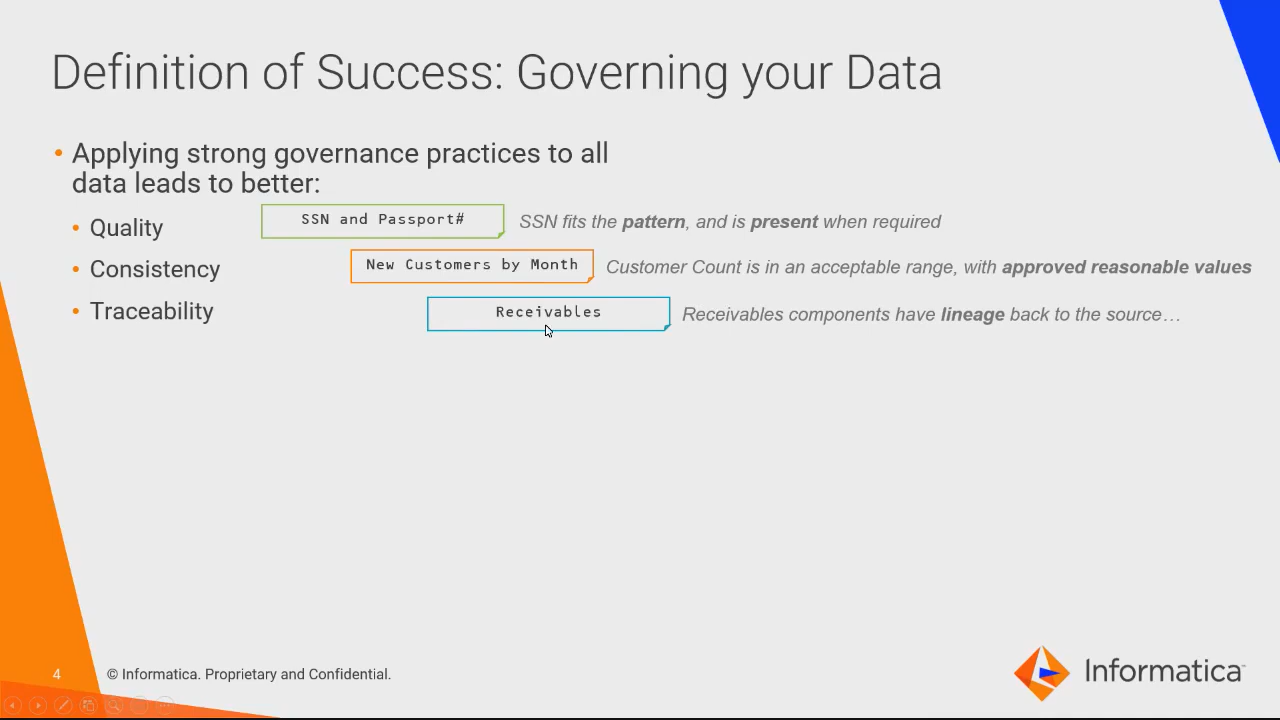 Definition of Success: Governing your Data
• Applying strong governance practices to all
data leads to better:
• Quality
SSN and Passport#
SSN fits the pattern, and is present when required
• Consistency
New Customers by Month
Customer Count is in an acceptable range, with approved reasonable values
• Traceability
Receivables
Receivables components have lineage back to the source…
4
© Informatica. Proprietary and Confidential.
Informatica™